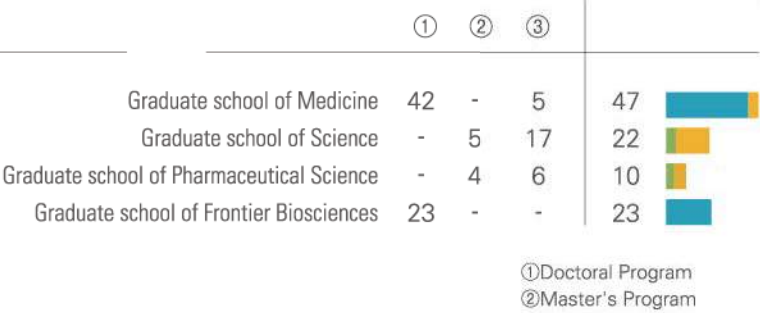 ① ② ③
Graduate school of Medicine 42 - 5 47
Graduate school of Science - 5 17 22
Graduate school of Pharmaceutical Science - 4 6 10
Graduate school of Frontier Biosciences 23 - - 23
①Doctoral Program
②Master's Program